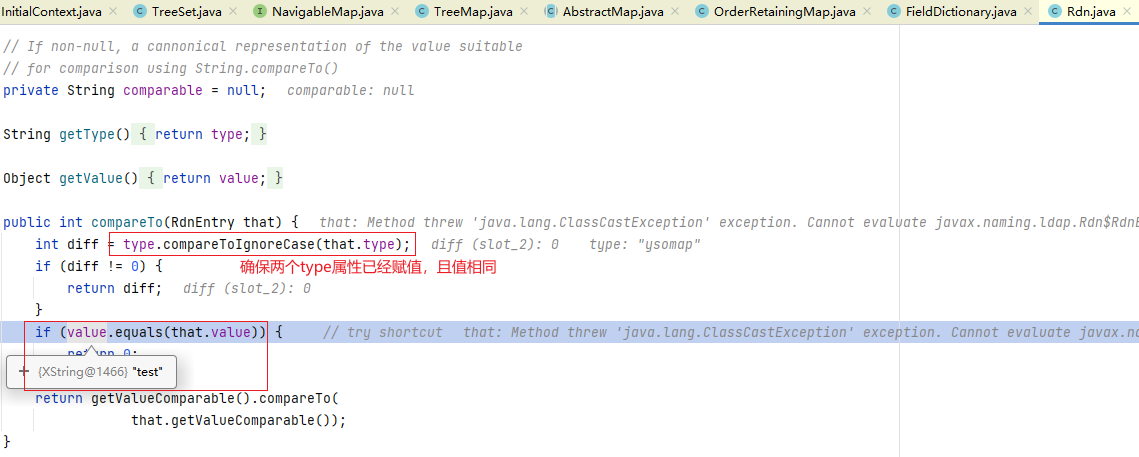 InitialContext.java × TreeSet.java × NavigableMap.java × TreeMap.java × AbstractMap.java × OrderRetainingMap.java × FieldDictionary.java × Rdn.java ×
// If non-null, a cannonical representation of the value suitable
// for comparison using String.compareTo()
private String comparable = null; comparable: null
String getType() { return type; }
Object getValue() { return value; }
public int compareTo(RdnEntry that) { that: Method threw 'java.lang.ClassCastException' exception. Cannot evaluate javax.naming.ldap.Rdn$RdnE
int diff = type.compareToIgnoreCase(that.type); diff (slot_2): 0 type: "ysomap"
if (diff != 0) { 确保两个type属性已经赋值，且值相同
return diff; diff (slot_2): 0
}
if (value.equals(that.value)) { // try shortcut that: Method threw 'java.lang.ClassCastException' exception. Cannot evaluate javax.na
return 0;
+ {XString@1466} "test"
return getValueComparable().compareTo(
that.getValueComparable());
}